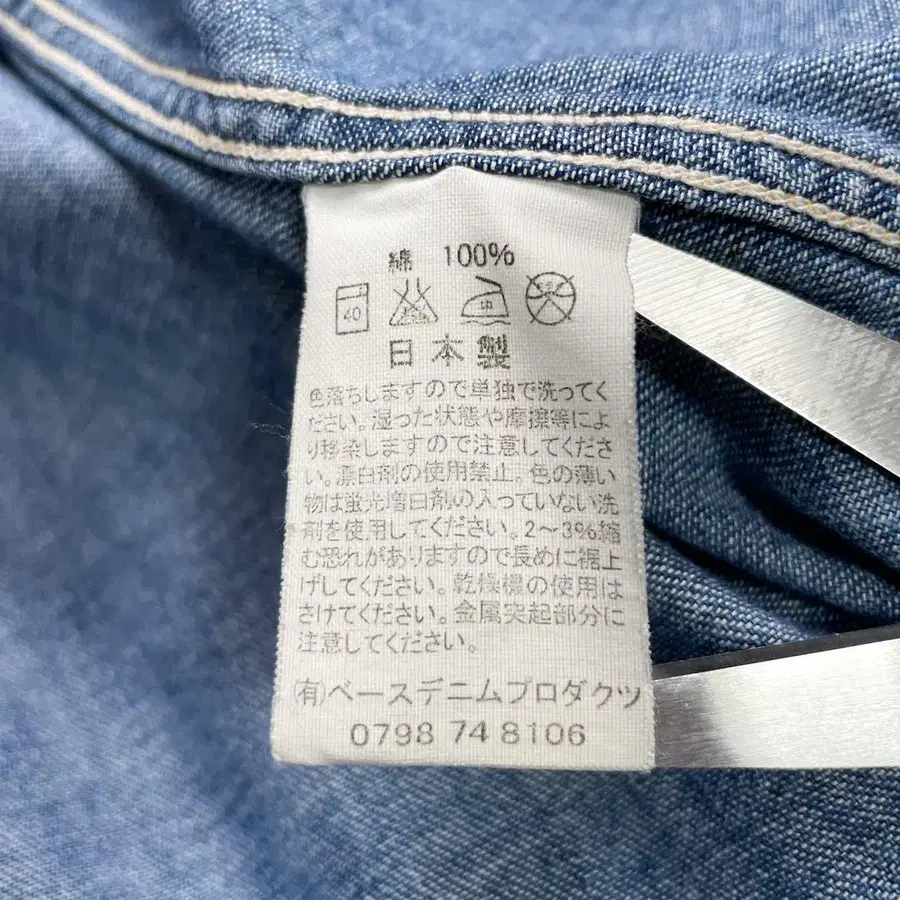 綿 100%
40
日本製
色落ちしますので単独で洗ってく
ださい。湿った状態や摩擦等によ
り移染しますので注意してくださ
い。漂白剤の使用禁止。色の薄い
物は蛍光増白剤の入っていない洗
剤を使用してください。2～3%縮
む恐れがありますので長めに裾上
げしてください。乾燥機の使用は
さけてください。金属突起部分に
注意してください。
(有)ベースデニムプロダクツ
0798 74 8106